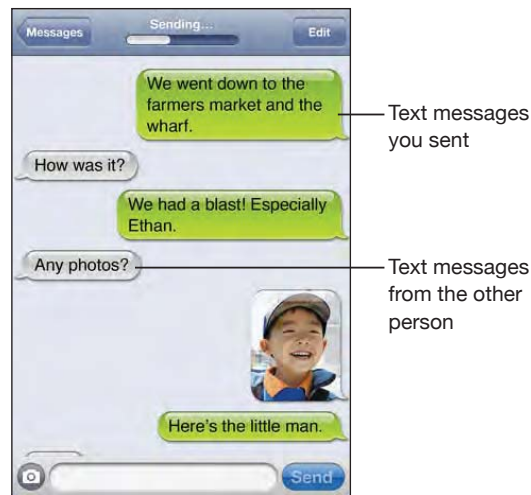 Messages
Sending...
Edit
We went down to the
farmers market and the
wharf.
Text messages
you sent
How was it?
We had a blast! Especially
Ethan.
Any photos?
Text messages
from the other
person
Here's the little man.
Send